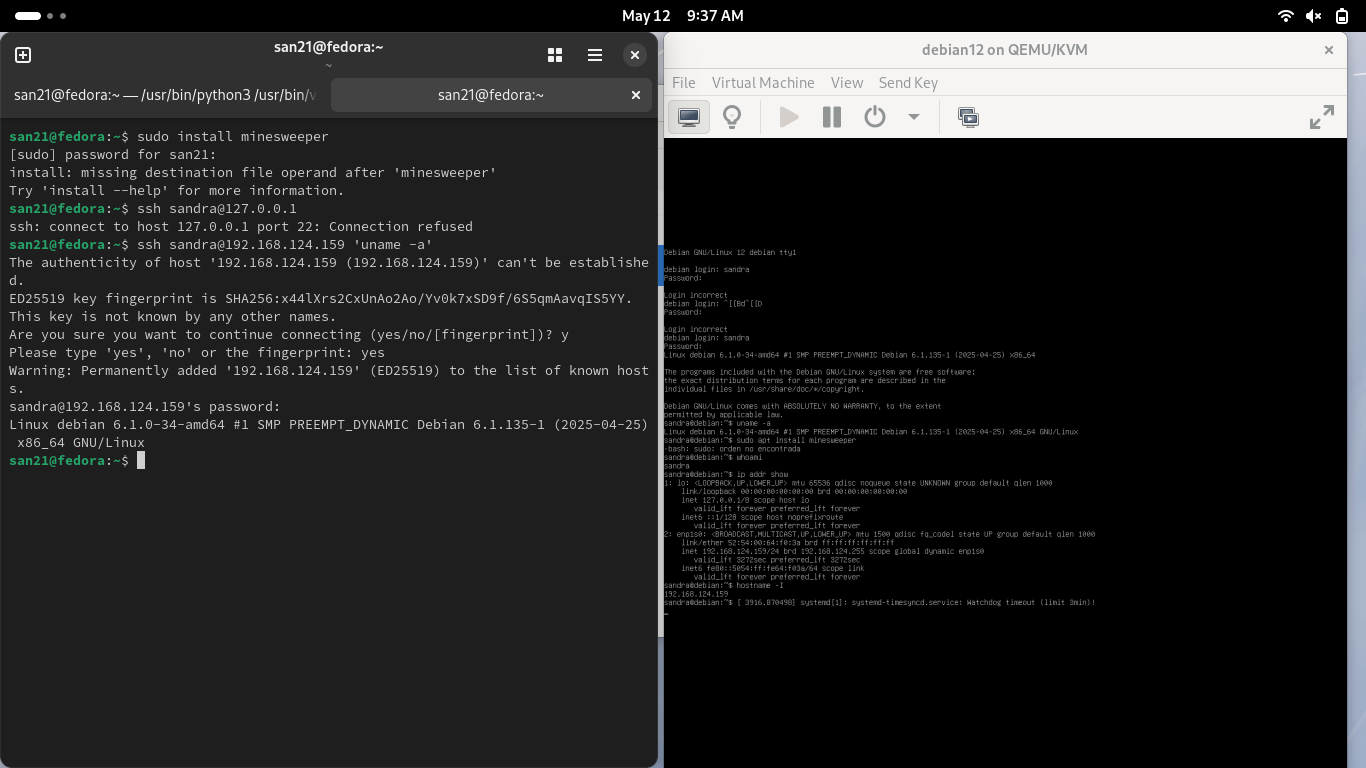 May 12 9:37 AM
san21@fedora:~
~
san21@fedora:~ — /usr/bin/python3 /usr/bin/v
san21@fedora:~
san21@fedora:~$ sudo install minesweeper
[sudo] password for san21:
install: missing destination file operand after 'minesweeper'
Try 'install --help' for more information.
san21@fedora:~$ ssh sandra@127.0.0.1
ssh: connect to host 127.0.0.1 port 22: Connection refused
san21@fedora:~$ ssh sandra@192.168.124.159 'uname -a'
The authenticity of host '192.168.124.159 (192.168.124.159)' can't be establishe
d.
ED25519 key fingerprint is SHA256:x44lXrs2CxUnAo2Ao/Yv0k7xSD9f/6S5qmAavqIS5YY.
This key is not known by any other names.
Are you sure you want to continue connecting (yes/no/[fingerprint])? y
Please type 'yes', 'no' or the fingerprint: yes
Warning: Permanently added '192.168.124.159' (ED25519) to the list of known host
s.
sandra@192.168.124.159's password:
Linux debian 6.1.0-34-amd64 #1 SMP PREEMPT_DYNAMIC Debian 6.1.135-1 (2025-04-25)
 x86_64 GNU/Linux
san21@fedora:~$
debian12 on QEMU/KVM
File Virtual Machine View Send Key
Debian GNU/Linux 12 debian tty1
debian login: sandra
Password:
Login incorrect
debian login: ^[[Bd^[[D
Password:
Login incorrect
debian login: sandra
Password:
Linux debian 6.1.0-34-amd64 #1 SMP PREEMPT_DYNAMIC Debian 6.1.135-1 (2025-04-25) x86_64
The programs included with the Debian GNU/Linux system are free software;
the exact distribution terms for each program are described in the
individual files in /usr/share/doc/*/copyright.
Debian GNU/Linux comes with ABSOLUTELY NO WARRANTY, to the extent
permitted by applicable law.
sandra@debian:~$ uname -a
Linux debian 6.1.0-34-amd64 #1 SMP PREEMPT_DYNAMIC Debian 6.1.135-1 (2025-04-25) x86_64 GNU/Linux
sandra@debian:~$ sudo apt install minesweeper
-bash: sudo: orden no encontrada
sandra@debian:~$ whoami
sandra
sandra@debian:~$ ip addr show
1: lo: <LOOPBACK,UP,LOWER_UP> mtu 65536 qdisc noqueue state UNKNOWN group default qlen 1000
link/loopback 00:00:00:00:00:00 brd 00:00:00:00:00:00
inet 127.0.0.1/8 scope host lo
valid_lft forever preferred_lft forever
inet6 ::1/128 scope host noprefixroute
valid_lft forever preferred_lft forever
2: enp1s0: <BROADCAST,MULTICAST,UP,LOWER_UP> mtu 1500 qdisc fq_codel state UP group default qlen 1000
link/ether 52:54:00:64:f0:3a brd ff:ff:ff:ff:ff:ff
inet 192.168.124.159/24 brd 192.168.124.255 scope global dynamic enp1s0
valid_lft 3272sec preferred_lft 3272sec
inet6 fe80::5054:ff:fe64:f03a/64 scope link
valid_lft forever preferred_lft forever
sandra@debian:~$ hostname -I
192.168.124.159
sandra@debian:~$ [ 3916.870498] systemd[1]: systemd-timesyncd.service: Watchdog timeout (limit 3min)!